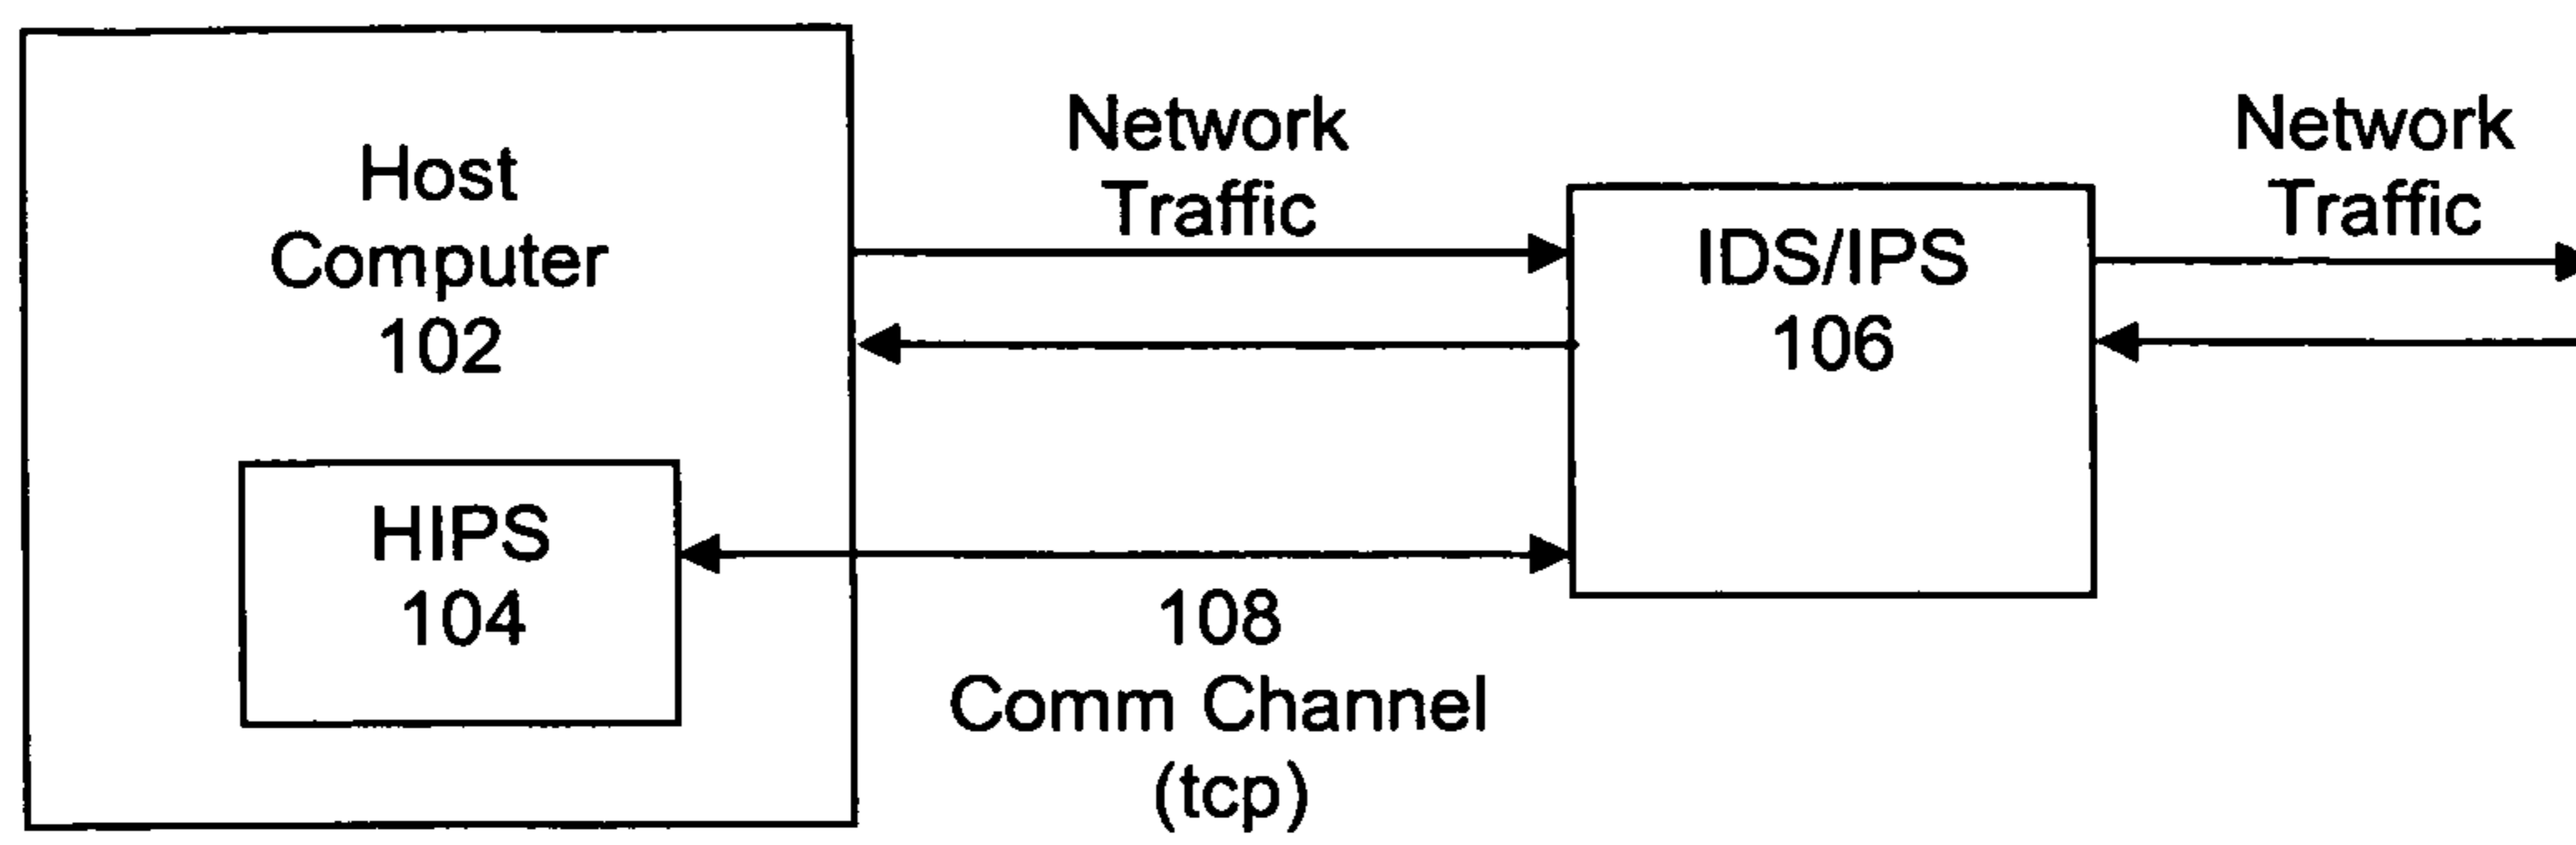 Host
Computer
102
HIPS
104
Network
Traffic
108
Comm Channel
(tcp)
IDS/IPS
106
Network
Traffic